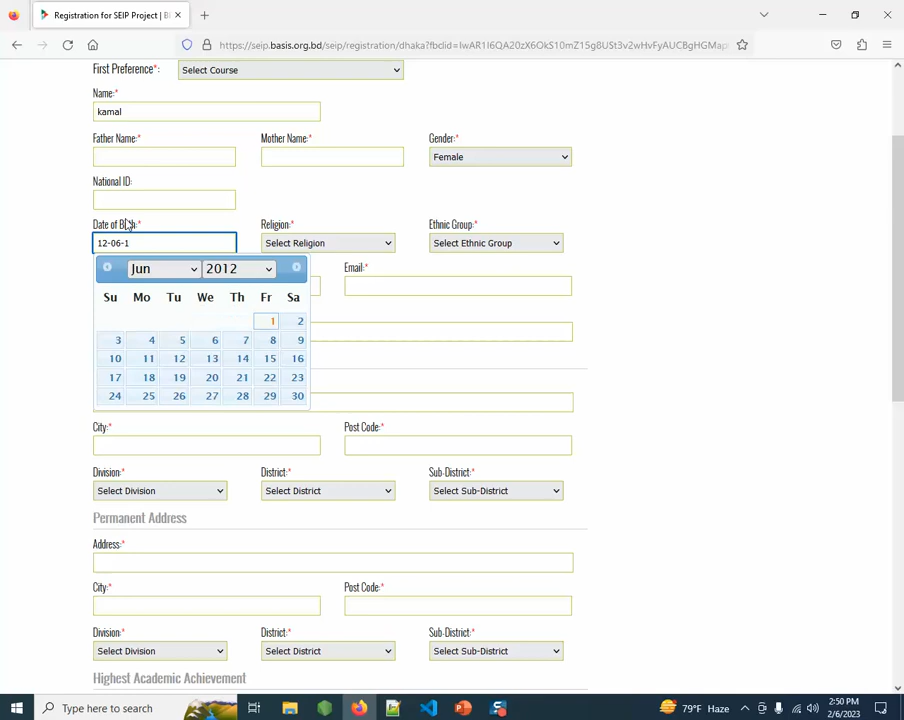 Registration for SEIP Project | B
https://seip.basis.org.bd/seip/registration/dhaka?fbclid=IwAR1I6QA20zX6OkS10mZ15g8USt3v2wHvFyAUCBgHGMap
First Preference*: Select Course
Name:*
kamal
Father Name:* Mother Name:* Gender:*
Female
National ID:
Date of Birth:* Religion:* Ethnic Group:*
12-06-1 Select Religion Select Ethnic Group
Jun 2012 Email:*
Su Mo Tu We Th Fr Sa
1 2
3 4 5 6 7 8 9
10 11 12 13 14 15 16
17 18 19 20 21 22 23
24 25 26 27 28 29 30
City:* Post Code:*
Division:* District:* Sub-District:*
Select Division Select District Select Sub-District
Permanent Address
Address:*
City:* Post Code:*
Division:* District:* Sub-District:*
Select Division Select District Select Sub-District
Highest Academic Achievement
Type here to search
79°F Haze
2:50 PM
2/6/2023